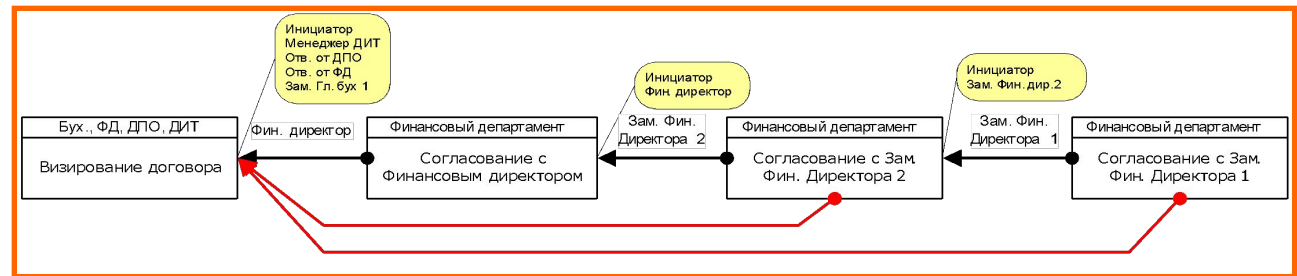 Инициатор
Менеджер ДИТ
Отв. от ДПО
Отв. от ФД
Зам. Гл. бух 1
Инициатор
Фин. директор
Инициатор
Зам. Фин.дир.2
Бух., ФД, ДПО, ДИТ
Визирование договора
Фин. директор
Финансовый департамент
Согласование с
Финансовым директором
Зам. Фин.
Директора 2
Финансовый департамент
Согласование с Зам.
Фин. Директора 2
Зам. Фин.
Директора 1
Финансовый департамент
Согласование с Зам.
Фин. Директора 1